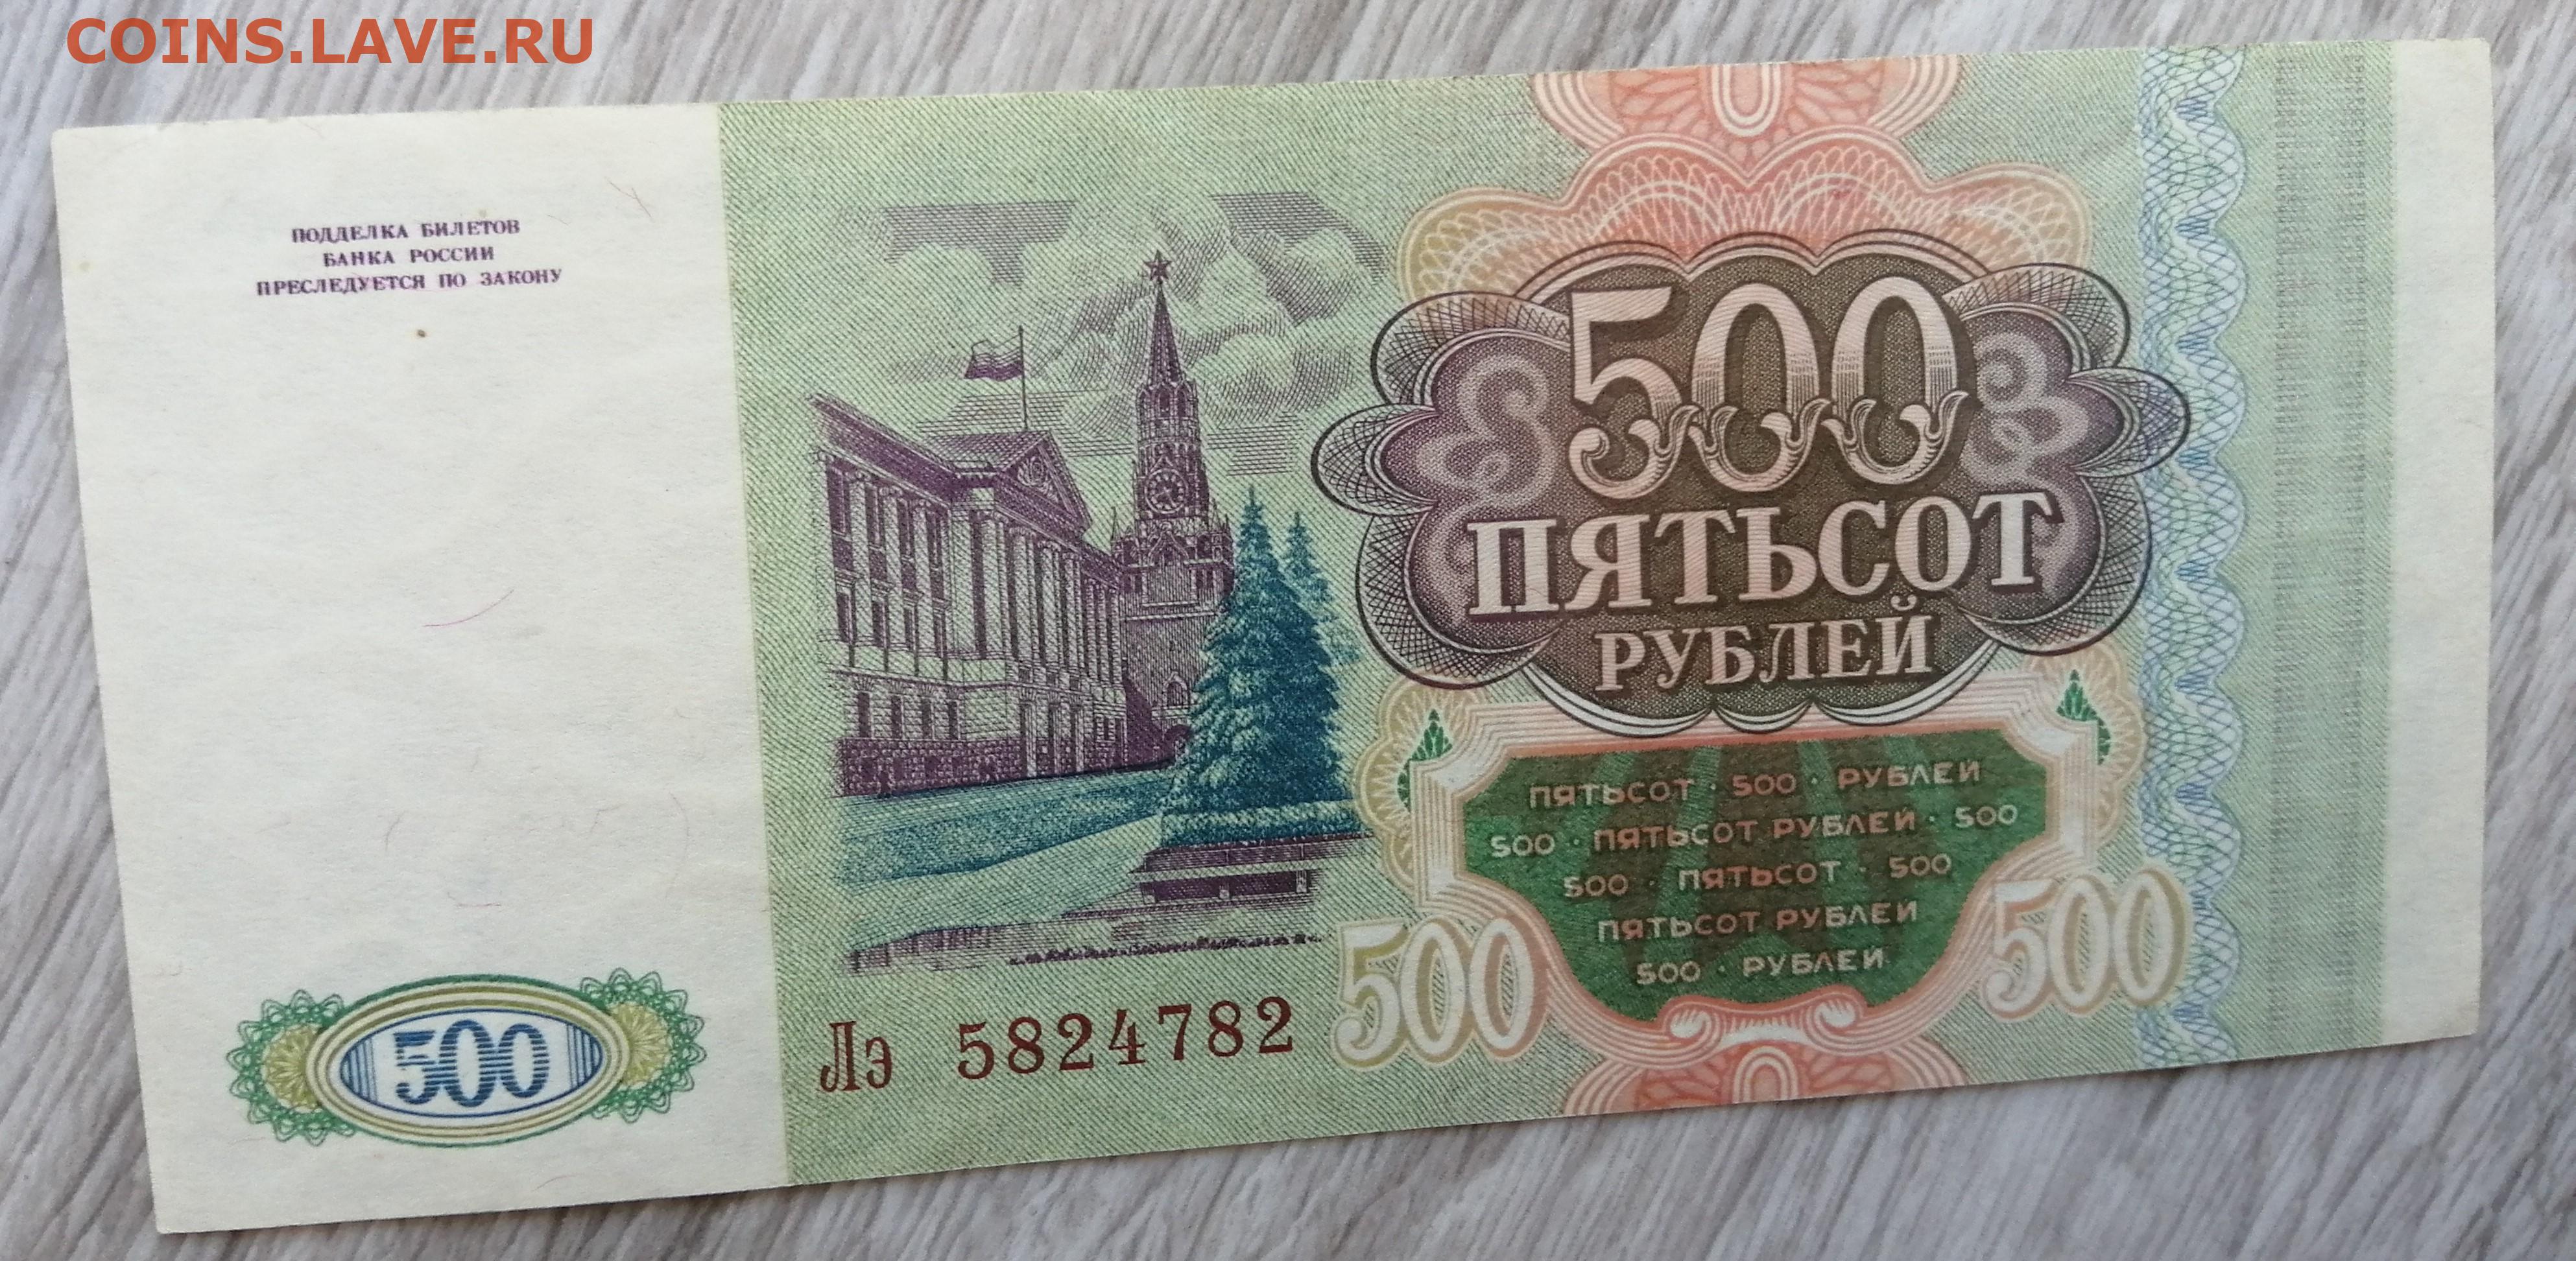 COINS.LAVE.RU
ПОДДЕЛКА БИЛЕТОВ
БАНКА РОССИИ
ПРЕСЛЕДУЕТСЯ ПО ЗАКОНУ
500
ПЯТЬСОТ
РУБЛЕЙ
ПЯТЬСОТ · 500 · РУБЛЕЙ
500 · ПЯТЬСОТ РУБЛЕЙ · 500
500 · ПЯТЬСОТ · 500
ПЯТЬСОТ РУБЛЕЙ
500 · РУБЛЕЙ
500 500
Лэ 5824782
500